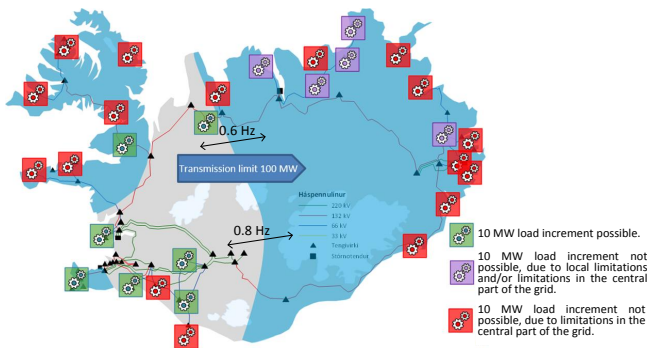 0.6 Hz
Transmission limit 100 MW
Háspennulínur
220 kV
132 kV
66 kV
33 kV
Tengivirki
Stórnotendur
0.8 Hz
10 MW load increment possible.
10 MW load increment not
possible, due to local limitations
and/or limitations in the central
part of the grid.
10 MW load increment not
possible, due to limitations in the
central part of the grid.